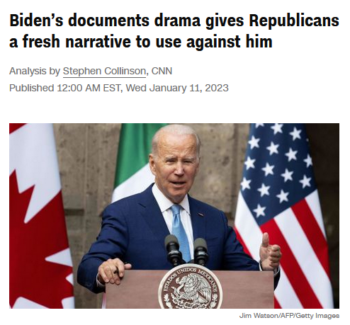 Biden’s documents drama gives Republicans
a fresh narrative to use against him
Analysis by Stephen Collinson, CNN
Published 12:00 AM EST, Wed January 11, 2023
Jim Watson/AFP/Getty Images